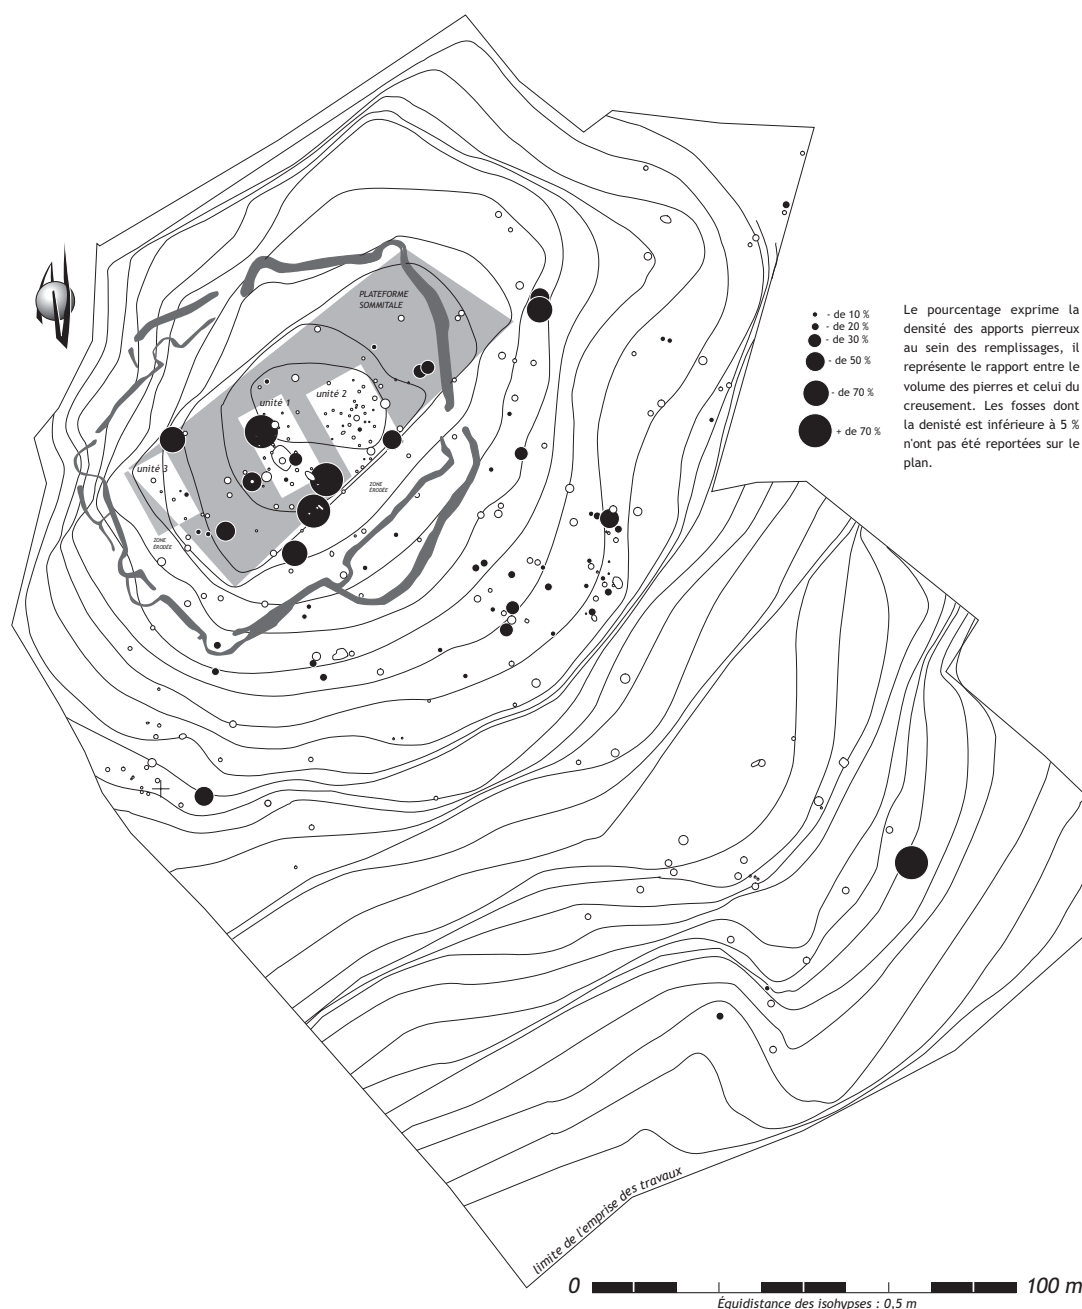 PLATEFORME
SOMMITALE
unité 2
unité 1
unité 3
ZONE
ÉRODÉE
ZONE
ÉRODÉE
- de 10 %
- de 20 %
- de 30 %
- de 50 %
- de 70 %
+ de 70 %
Le pourcentage exprime la
densité des apports pierreux
au sein des remplissages, il
représente le rapport entre le
volume des pierres et celui du
creusement. Les fosses dont
la denisté est inférieure à 5 %
n'ont pas été reportées sur le
plan.
limite de l'emprise des travaux
0
100 m
Équidistance des isohypses : 0,5 m